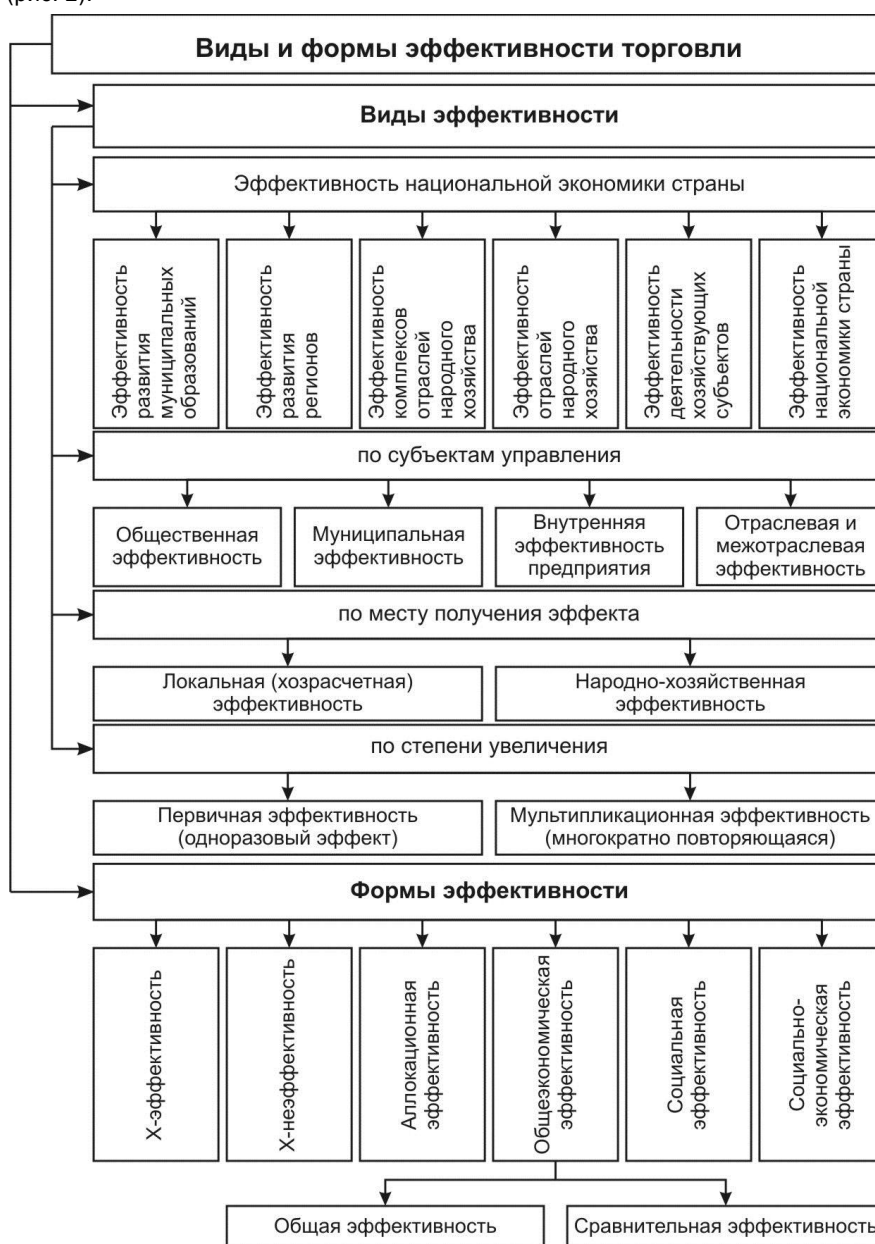 (рис. 2).
Виды и формы эффективности торговли
Виды эффективности
Эффективность национальной экономики страны
Эффективность
развития
муниципальных
образований
Эффективность
развития
регионов
Эффективность
комплексов
отраслей
народного
хозяйства
Эффективность
отраслей
народного
хозяйства
Эффективность
деятельности
хозяйствующих
субъектов
Эффективность
национальной
экономики страны
по субъектам управления
Общественная
эффективность
Муниципальная
эффективность
Внутренняя
эффективность
предприятия
Отраслевая и
межотраслевая
эффективность
по месту получения эффекта
Локальная (хозрасчетная)
эффективность
Народно-хозяйственная
эффективность
по степени увеличения
Первичная эффективность
(одноразовый эффект)
Мультипликационная эффективность
(многократно повторяющаяся)
Формы эффективности
Х-эффективность
Х-неэффективность
Аллокационная
эффективность
Общеэкономическая
эффективность
Социальная
эффективность
Социально-
экономическая
эффективность
Общая эффективность
Сравнительная эффективность